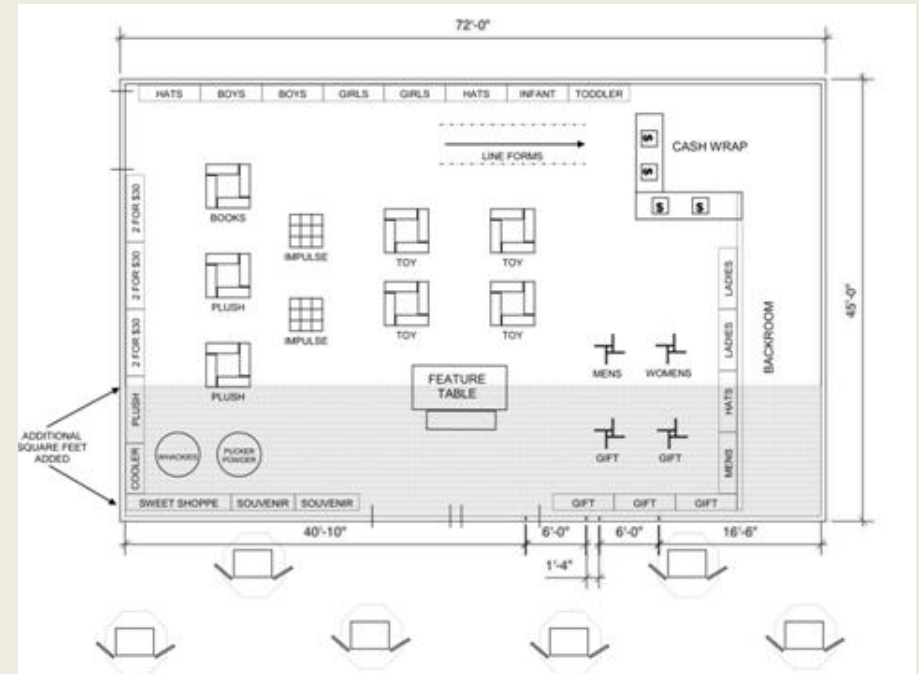 72'-0"
HATS BOYS BOYS GIRLS GIRLS HATS INFANT TODDLER
LINE FORMS
$
$
CASH WRAP
$ $
2 FOR $30
2 FOR $30
2 FOR $30
PLUSH
COOLER
BOOKS
IMPULSE
TOY
TOY
PLUSH
IMPULSE
TOY
TOY
PLUSH
FEATURE
TABLE
MENS
WOMENS
GIFT
GIFT
LADIES
LADIES
HATS
MENS
BACKROOM
45'-0"
ADDITIONAL
SQUARE FEET
ADDED
WHACKIES
PUCKER
POWDER
SWEET SHOPPE SOUVENIR SOUVENIR
GIFT GIFT GIFT
40'-10" 6'-0" 6'-0" 16'-6"
1'-4"